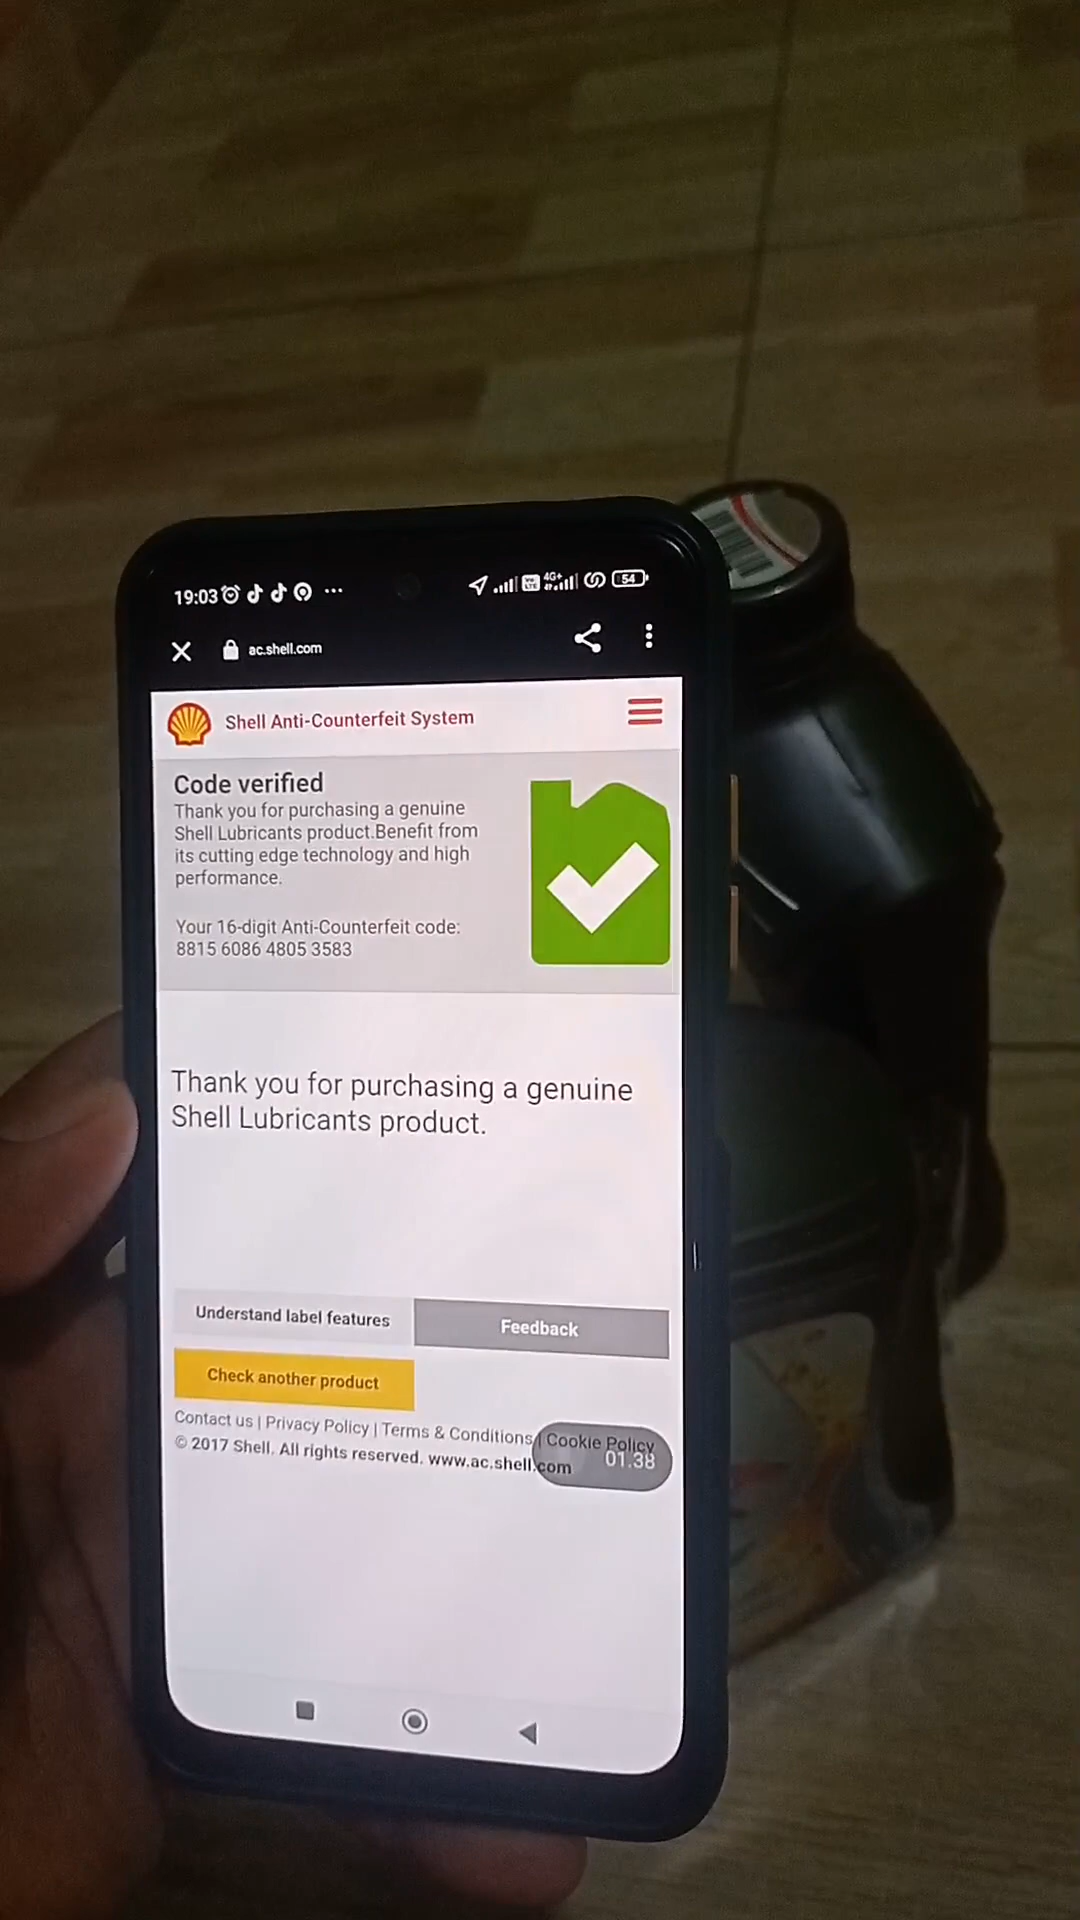 19:03
4G+
54
ac.shell.com
Shell Anti-Counterfeit System
Code verified
Thank you for purchasing a genuine
Shell Lubricants product.Benefit from
its cutting edge technology and high
performance.
Your 16-digit Anti-Counterfeit code:
8815 6086 4805 3583
Thank you for purchasing a genuine
Shell Lubricants product.
Understand label features
Feedback
Check another product
Contact us | Privacy Policy | Terms & Conditions | Cookie Policy
© 2017 Shell. All rights reserved. www.ac.shell.com
01.38